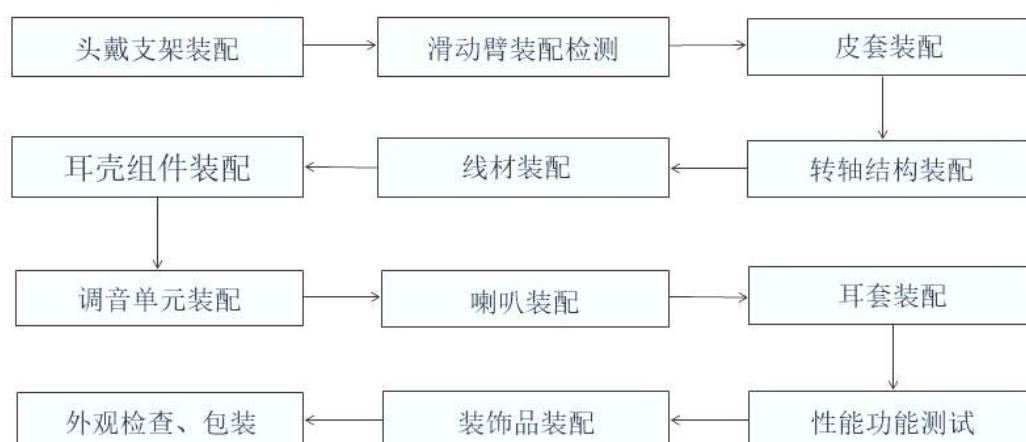 头戴支架装配
滑动臂装配检测
皮套装配
转轴结构装配
线材装配
耳壳组件装配
调音单元装配
喇叭装配
耳套装配
性能功能测试
装饰品装配
外观检查、包装